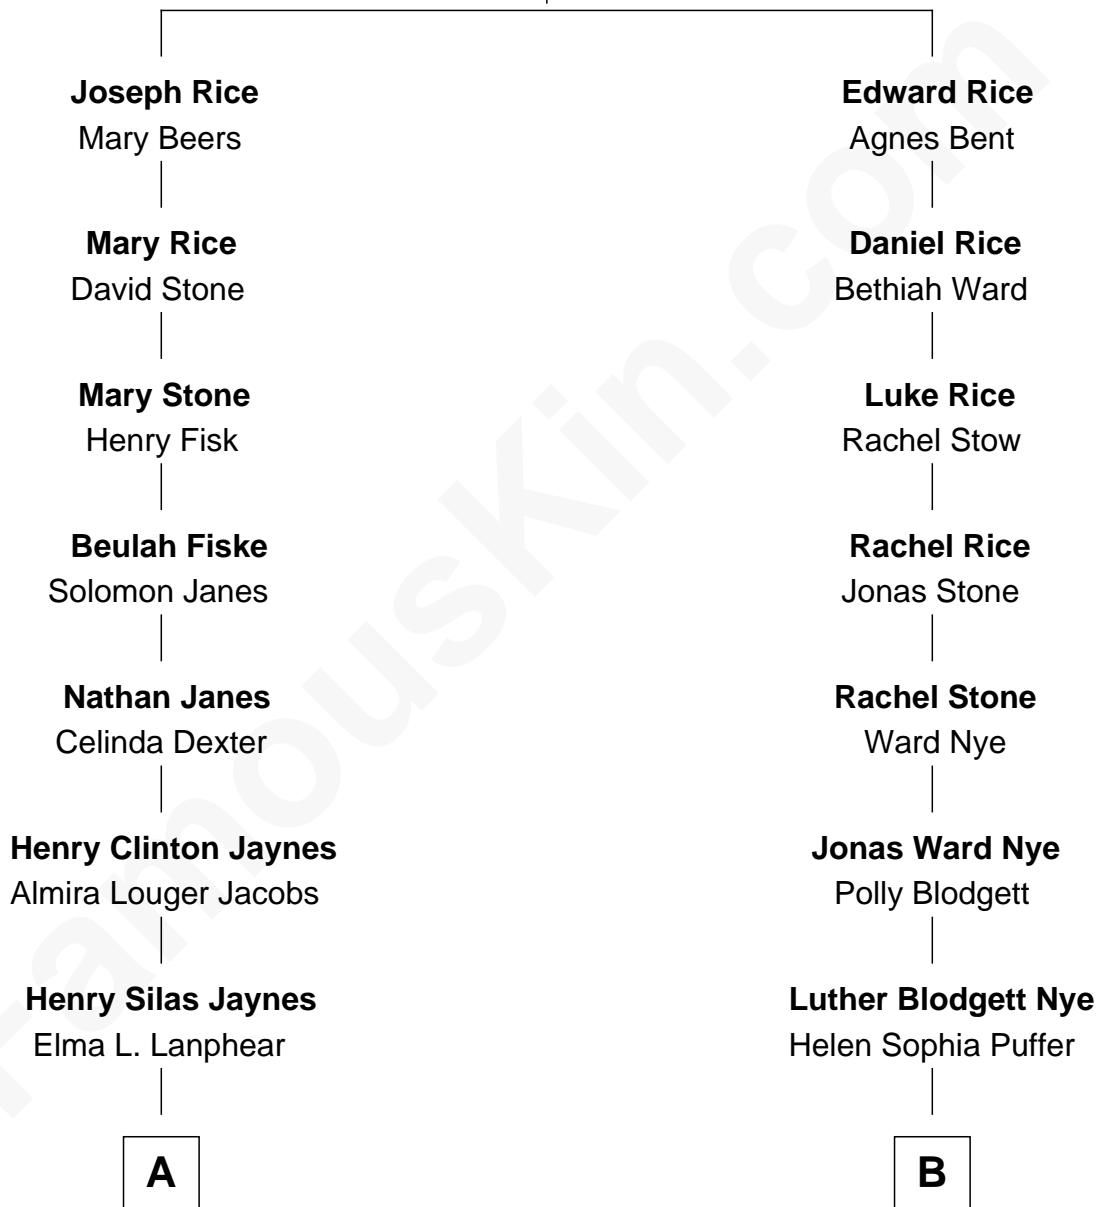 Joseph Rice
Mary Beers
Mary Rice
David Stone
Mary Stone
Henry Fisk
Beulah Fiske
Solomon Janes
Nathan Janes
Celinda Dexter
Henry Clinton Jaynes
Almira Louger Jacobs
Henry Silas Jaynes
Elma L. Lanphear
A
Edward Rice
Agnes Bent
Daniel Rice
Bethiah Ward
Luke Rice
Rachel Stow
Rachel Rice
Jonas Stone
Rachel Stone
Ward Nye
Jonas Ward Nye
Polly Blodgett
Luther Blodgett Nye
Helen Sophia Puffer
B
FamousKin.com